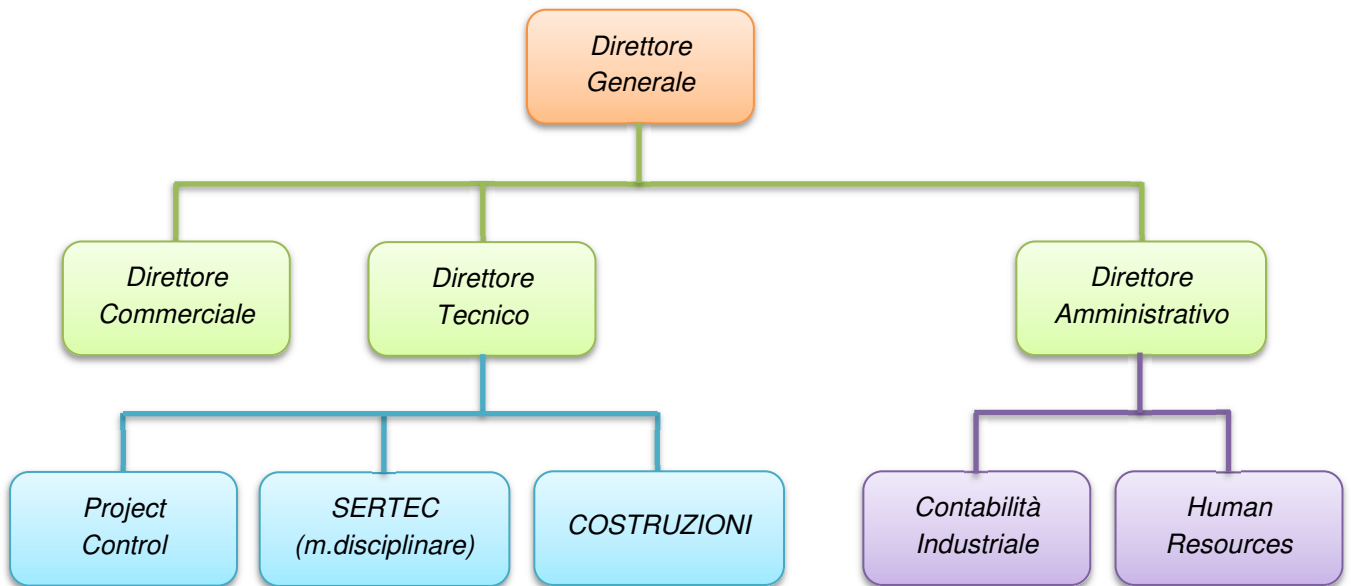 Direttore
Generale
Direttore
Commerciale
Direttore
Tecnico
Direttore
Amministrativo
Project
Control
SERTEC
(m.disciplinare)
COSTRUZIONI
Contabilità
Industriale
Human
Resources